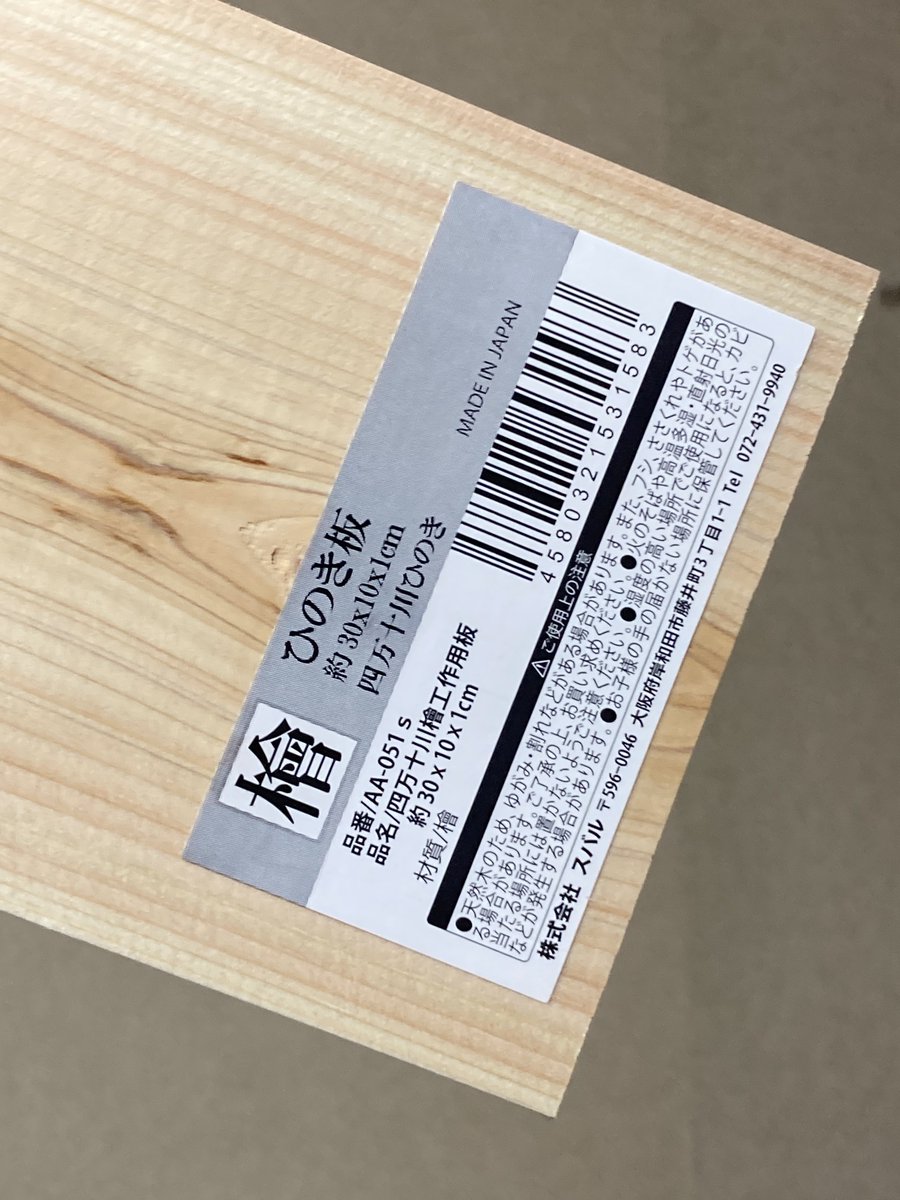 檜
ひのき板
約 30x10x1cm
四万十川ひのき
MADE IN JAPAN
品番/AA-051 s
品名/四万十川檜工作用板
約 30 x 10 x 1cm
材質/檜
4580321531583
⚠ご使用上の注意
●天然木のため、ゆがみ・割れなどがある場合があります。また、フシ、ささくれやトゲがあ
る場合があります。ご了承の上、お買い求めください。●火のそばや高温多湿・直射日光の
当たる場所には置かないようご注意ください。●湿度の高い場所でご使用になると、カビ
などが発生する場合があります。●お子様の手の届かない場所に保管してください。
株式会社 スバル 〒596-0046 大阪府岸和田市藤井町3丁目1-1 Tel 072-431-9940